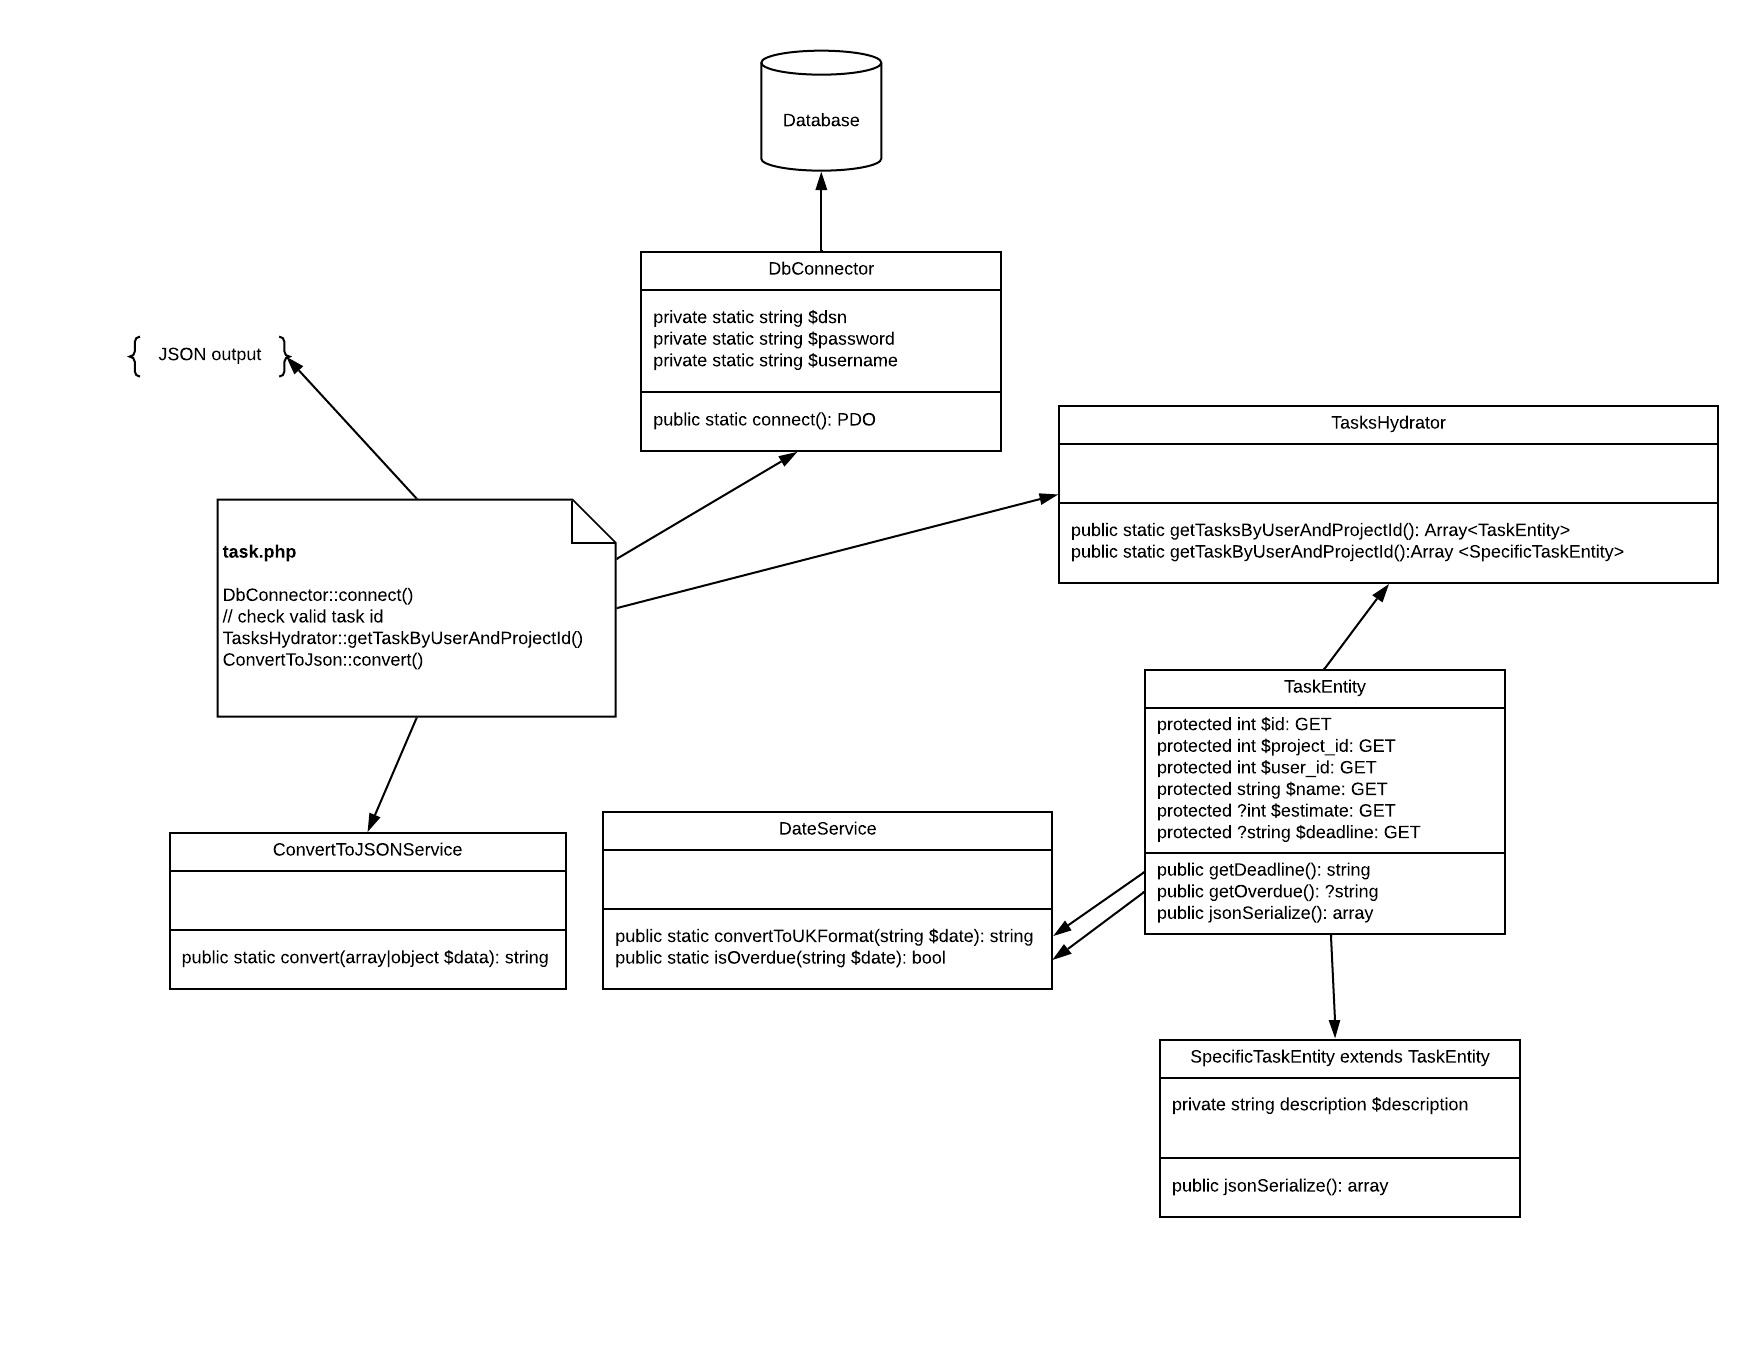 Database
DbConnector
private static string $dsn
private static string $password
private static string $username
public static connect(): PDO
{ JSON output }
TasksHydrator
public static getTasksByUserAndProjectId(): Array<TaskEntity>
public static getTaskByUserAndProjectId():Array <SpecificTaskEntity>
task.php
DbConnector::connect()
// check valid task id
TasksHydrator::getTaskByUserAndProjectId()
ConvertToJson::convert()
TaskEntity
protected int $id: GET
protected int $project_id: GET
protected int $user_id: GET
protected string $name: GET
protected ?int $estimate: GET
protected ?string $deadline: GET
public getDeadline(): string
public getOverdue(): ?string
public jsonSerialize(): array
ConvertToJSONService
public static convert(array|object $data): string
DateService
public static convertToUKFormat(string $date): string
public static isOverdue(string $date): bool
SpecificTaskEntity extends TaskEntity
private string description $description
public jsonSerialize(): array